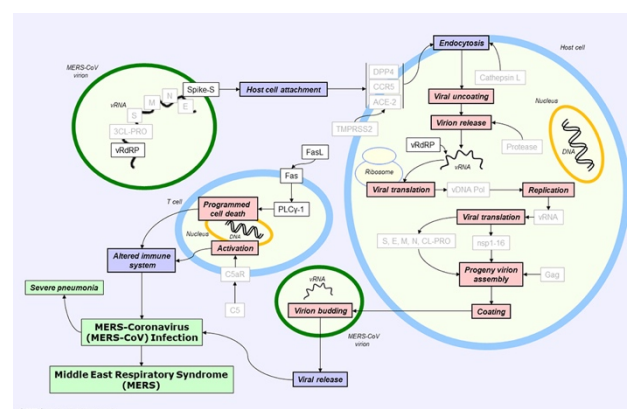 MERS-CoV
virion
vRNA
S
M
N
E
Spike-S
3CL-PRO
vRdRP
Host cell attachment
DPP4
CCR5
ACE-2
TMPRSS2
Endocytosis
Host cell
Cathepsin L
Viral uncoating
Virion release
Nucleus
DNA
vRdRP
vRNA
Protease
Ribosome
Viral translation
vDNA Pol
Replication
Viral translation
vRNA
S, E, M, N, CL-PRO
nsp1-16
Progeny virion
assembly
Gag
Coating
FasL
Fas
T cell
Programmed
cell death
PLCγ-1
Nucleus
DNA
Activation
Altered immune
system
C5aR
C5
Severe pneumonia
MERS-Coronavirus
(MERS-CoV) Infection
Middle East Respiratory Syndrome
(MERS)
vRNA
Virion budding
MERS-CoV
virion
Viral release